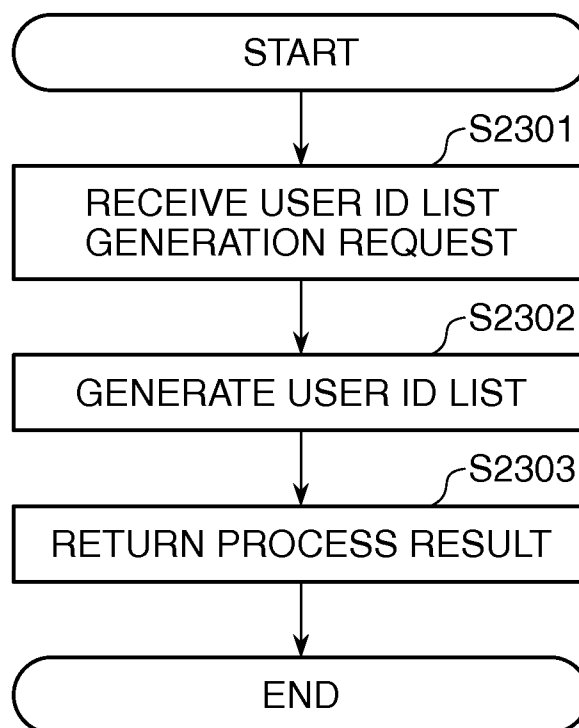 START
S2301
RECEIVE USER ID LIST
GENERATION REQUEST
S2302
GENERATE USER ID LIST
S2303
RETURN PROCESS RESULT
END